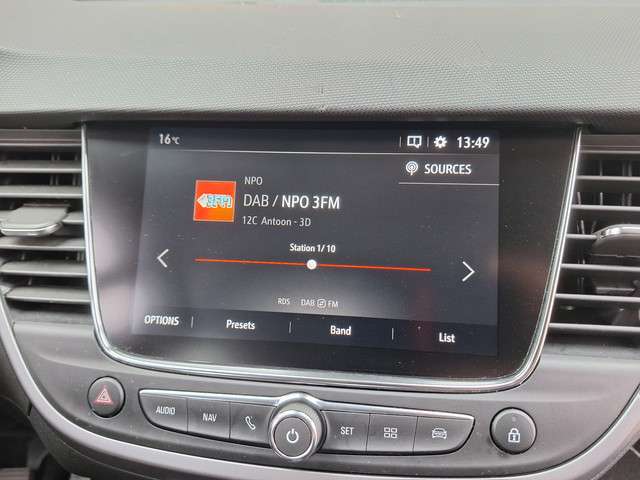 16°C 13:49
SOURCES
NPO
3FM
DAB / NPO 3FM
12C Antoon - 3D
Station 1/ 10
RDS DAB FM
OPTIONS Presets Band List
AUDIO NAV SET